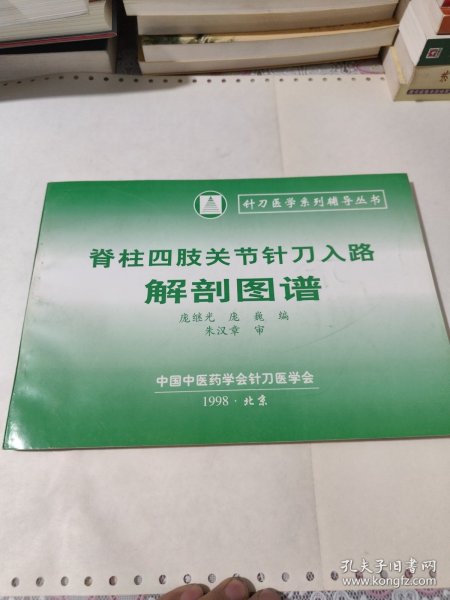 针刀医学系列辅导丛书
脊柱四肢关节针刀入路
解剖图谱
庞继光 庞巍 编
朱汉章 审
中国中医药学会针刀医学会
1998·北京
孔夫子旧书网
www.kongfz.com